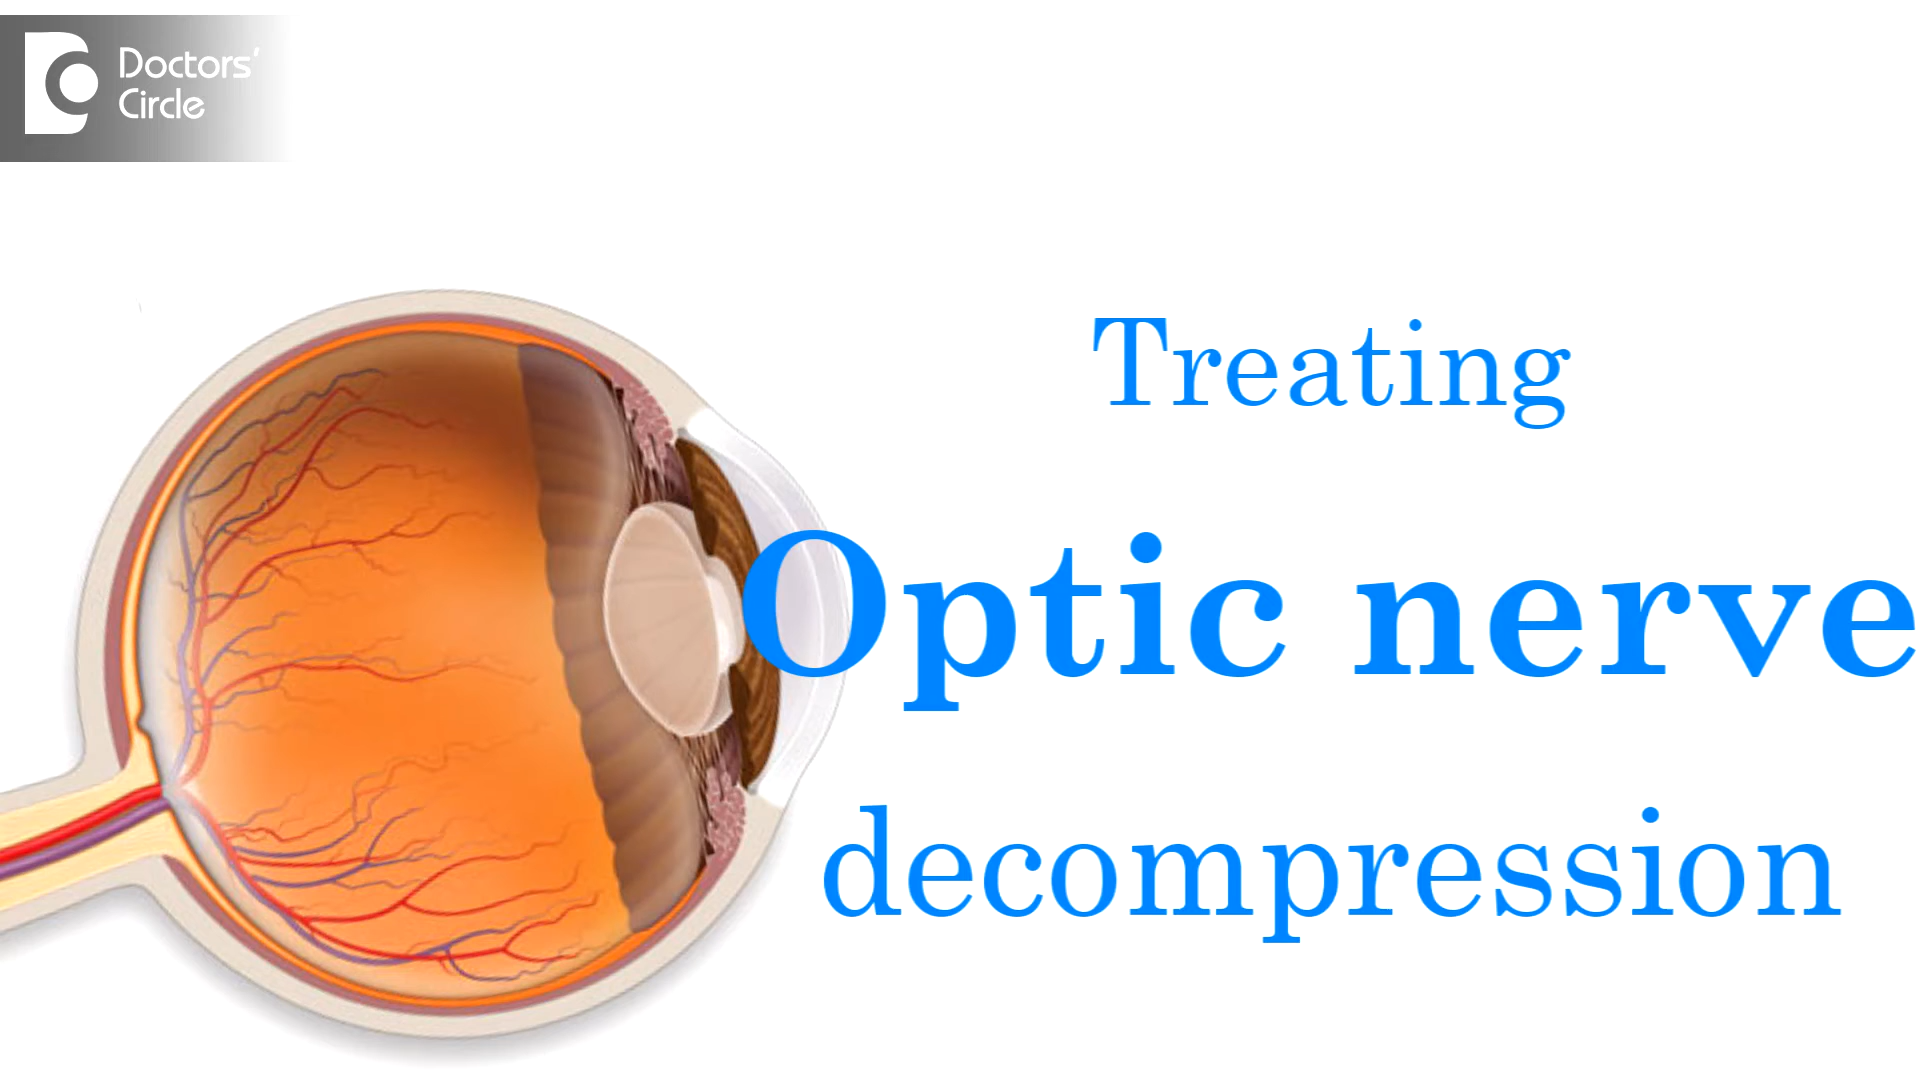 Doctors'
Circle
Treating
Optic nerve
decompression